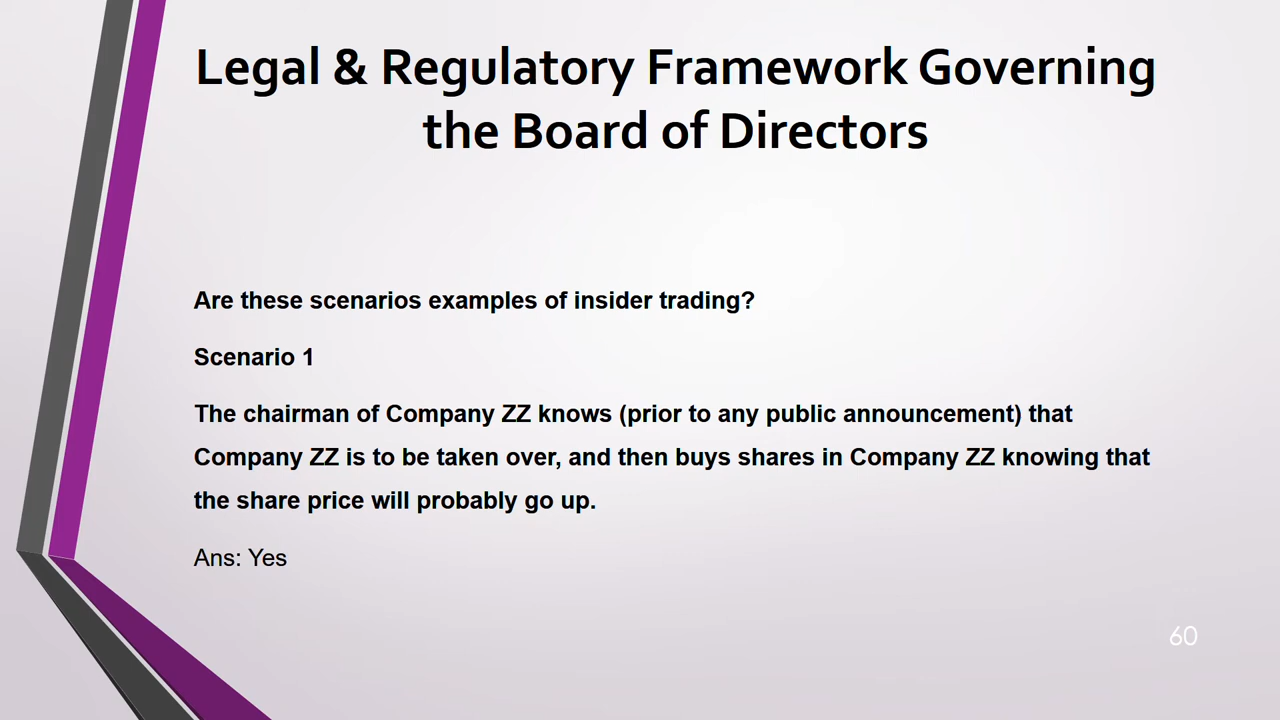 Legal & Regulatory Framework Governing
the Board of Directors
Are these scenarios examples of insider trading?
Scenario 1
The chairman of Company ZZ knows (prior to any public announcement) that
Company ZZ is to be taken over, and then buys shares in Company ZZ knowing that
the share price will probably go up.
Ans: Yes
60